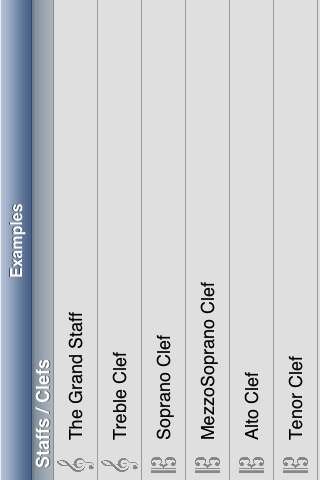 Examples
Staffs / Clefs
The Grand Staff
Treble Clef
Soprano Clef
MezzoSoprano Clef
Alto Clef
Tenor Clef